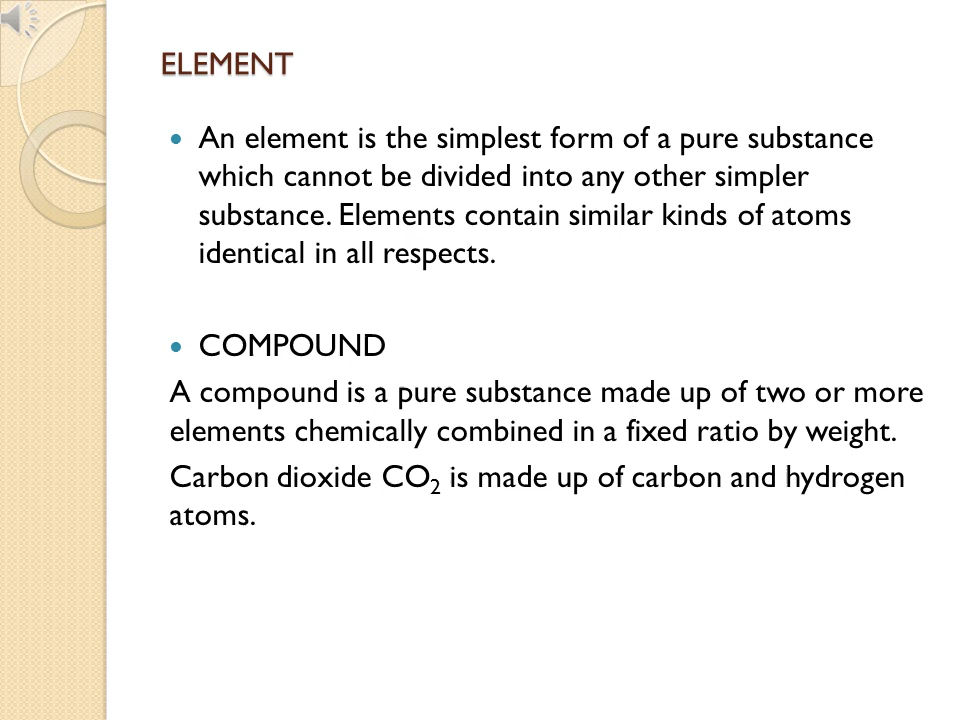 ELEMENT
An element is the simplest form of a pure substance
which cannot be divided into any other simpler
substance. Elements contain similar kinds of atoms
identical in all respects.
COMPOUND
A compound is a pure substance made up of two or more
elements chemically combined in a fixed ratio by weight.
Carbon dioxide CO₂ is made up of carbon and hydrogen
atoms.